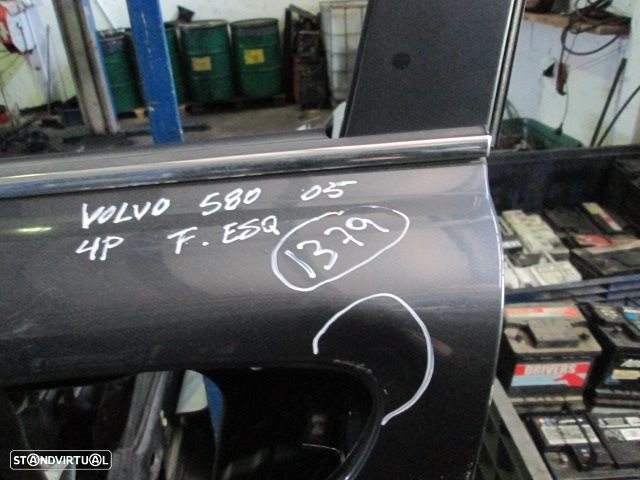 VOLVO S80 05
4P F. ESQ
1379
DRIVERS
STANDVIRTUAL